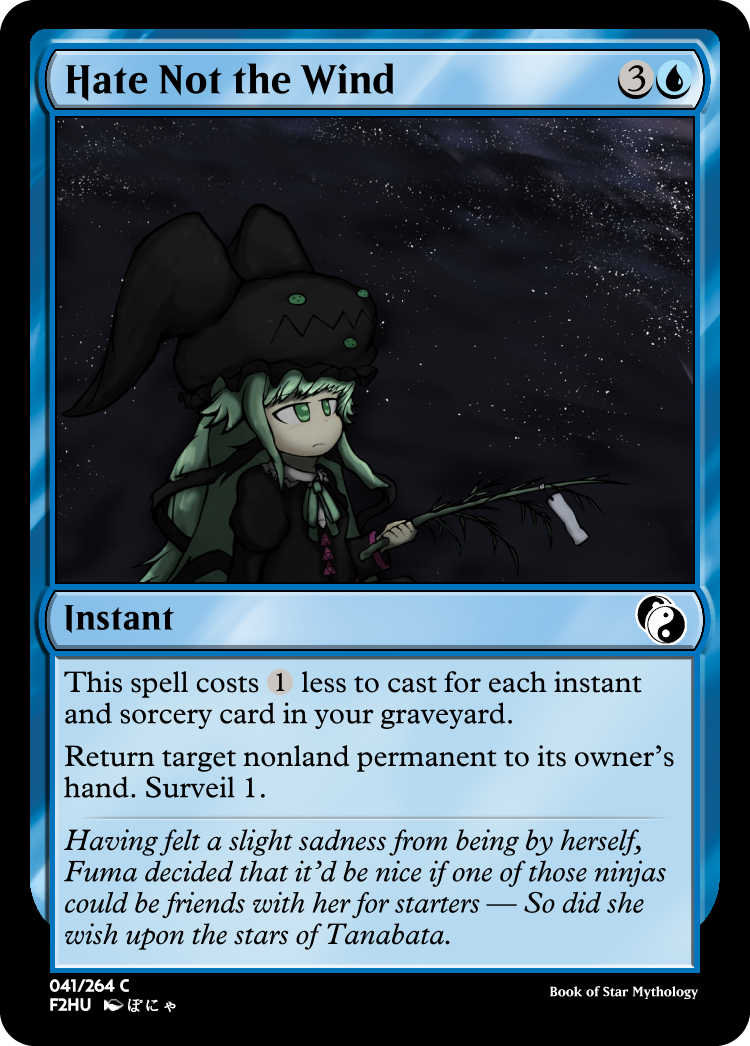 Hate Not the Wind 3
Instant
This spell costs 1 less to cast for each instant
and sorcery card in your graveyard.
Return target nonland permanent to its owner's
hand. Surveil 1.
Having felt a slight sadness from being by herself,
Fuma decided that it'd be nice if one of those ninjas
could be friends with her for starters — So did she
wish upon the stars of Tanabata.
041/264 C
F2HU ぽにゃ
Book of Star Mythology